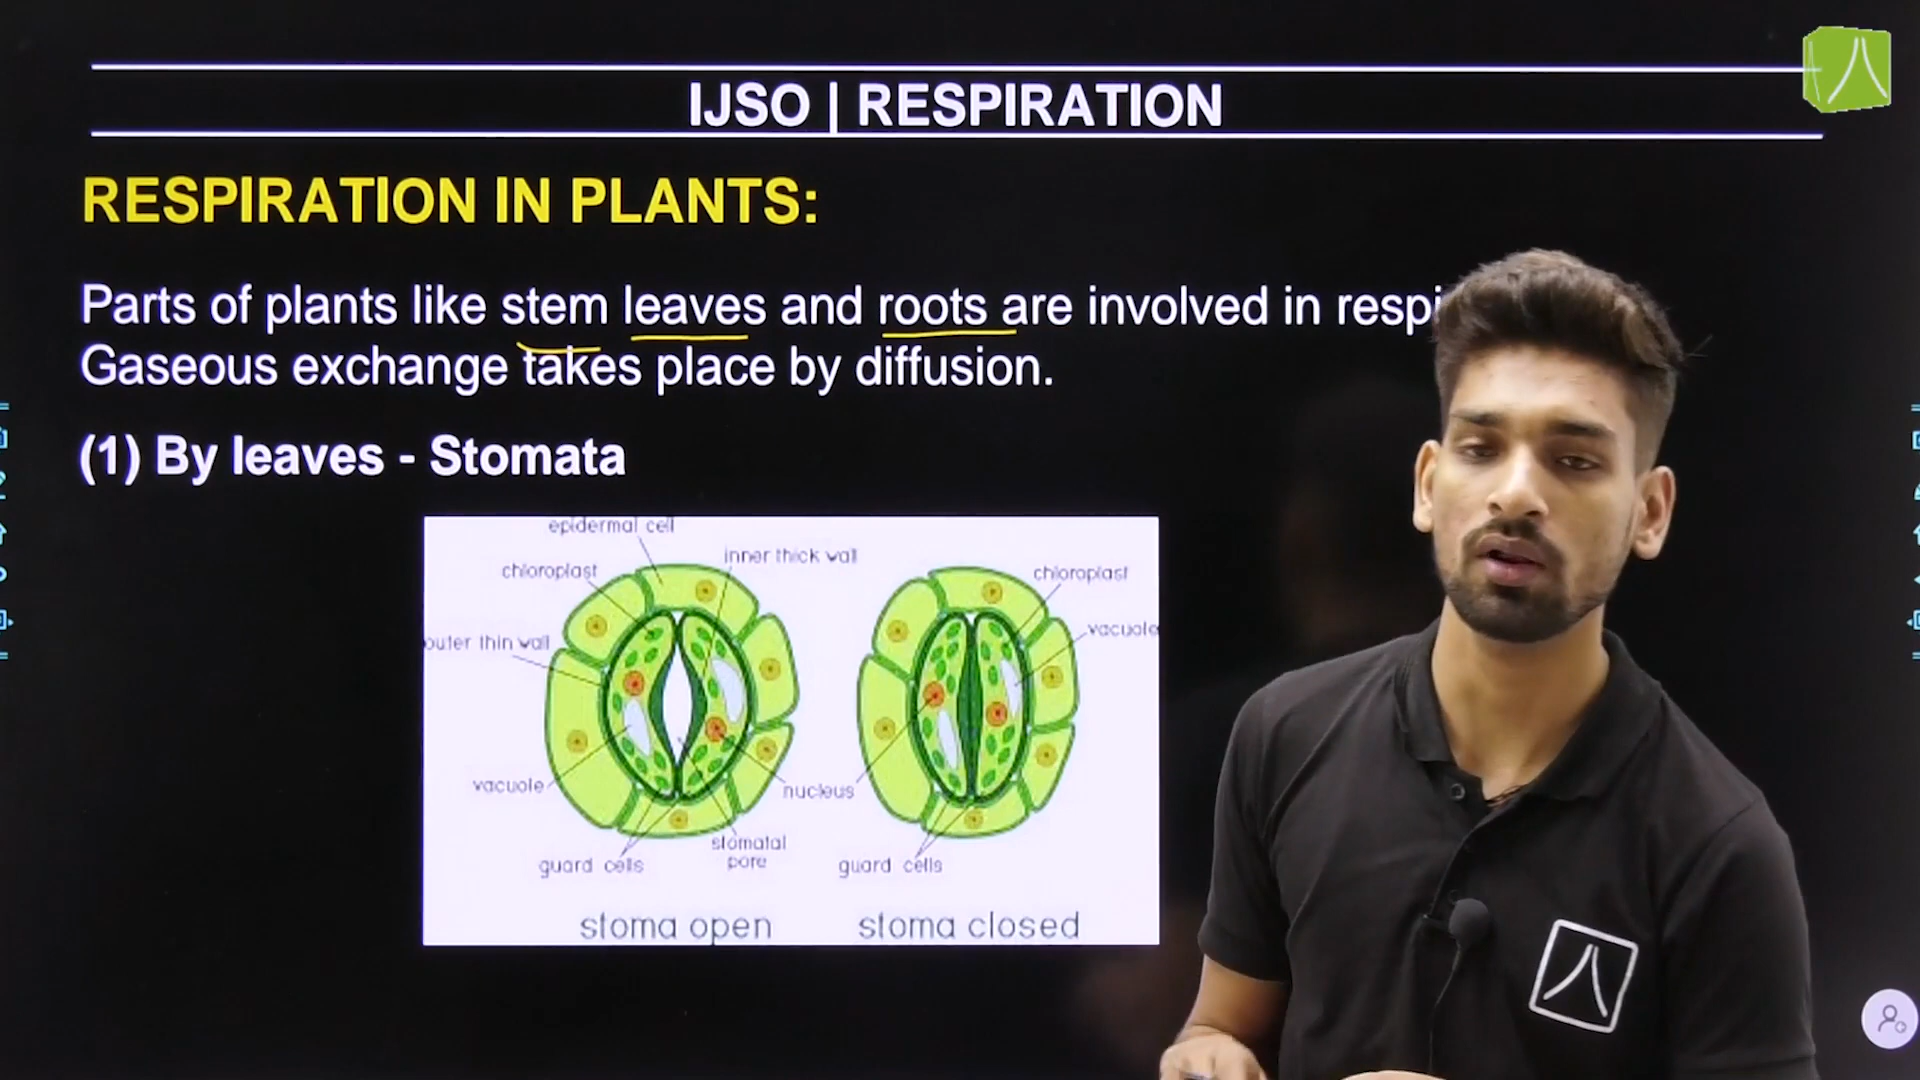 IJSO | RESPIRATION
RESPIRATION IN PLANTS:
Parts of plants like stem leaves and roots are involved in respi
Gaseous exchange takes place by diffusion.
(1) By leaves - Stomata
epidermal cell
inner thick wall
chloroplast
chloroplast
outer thin wall
vacuole
vacuole
nucleus
stomatal
pore
guard cells
guard cells
stoma open
stoma closed